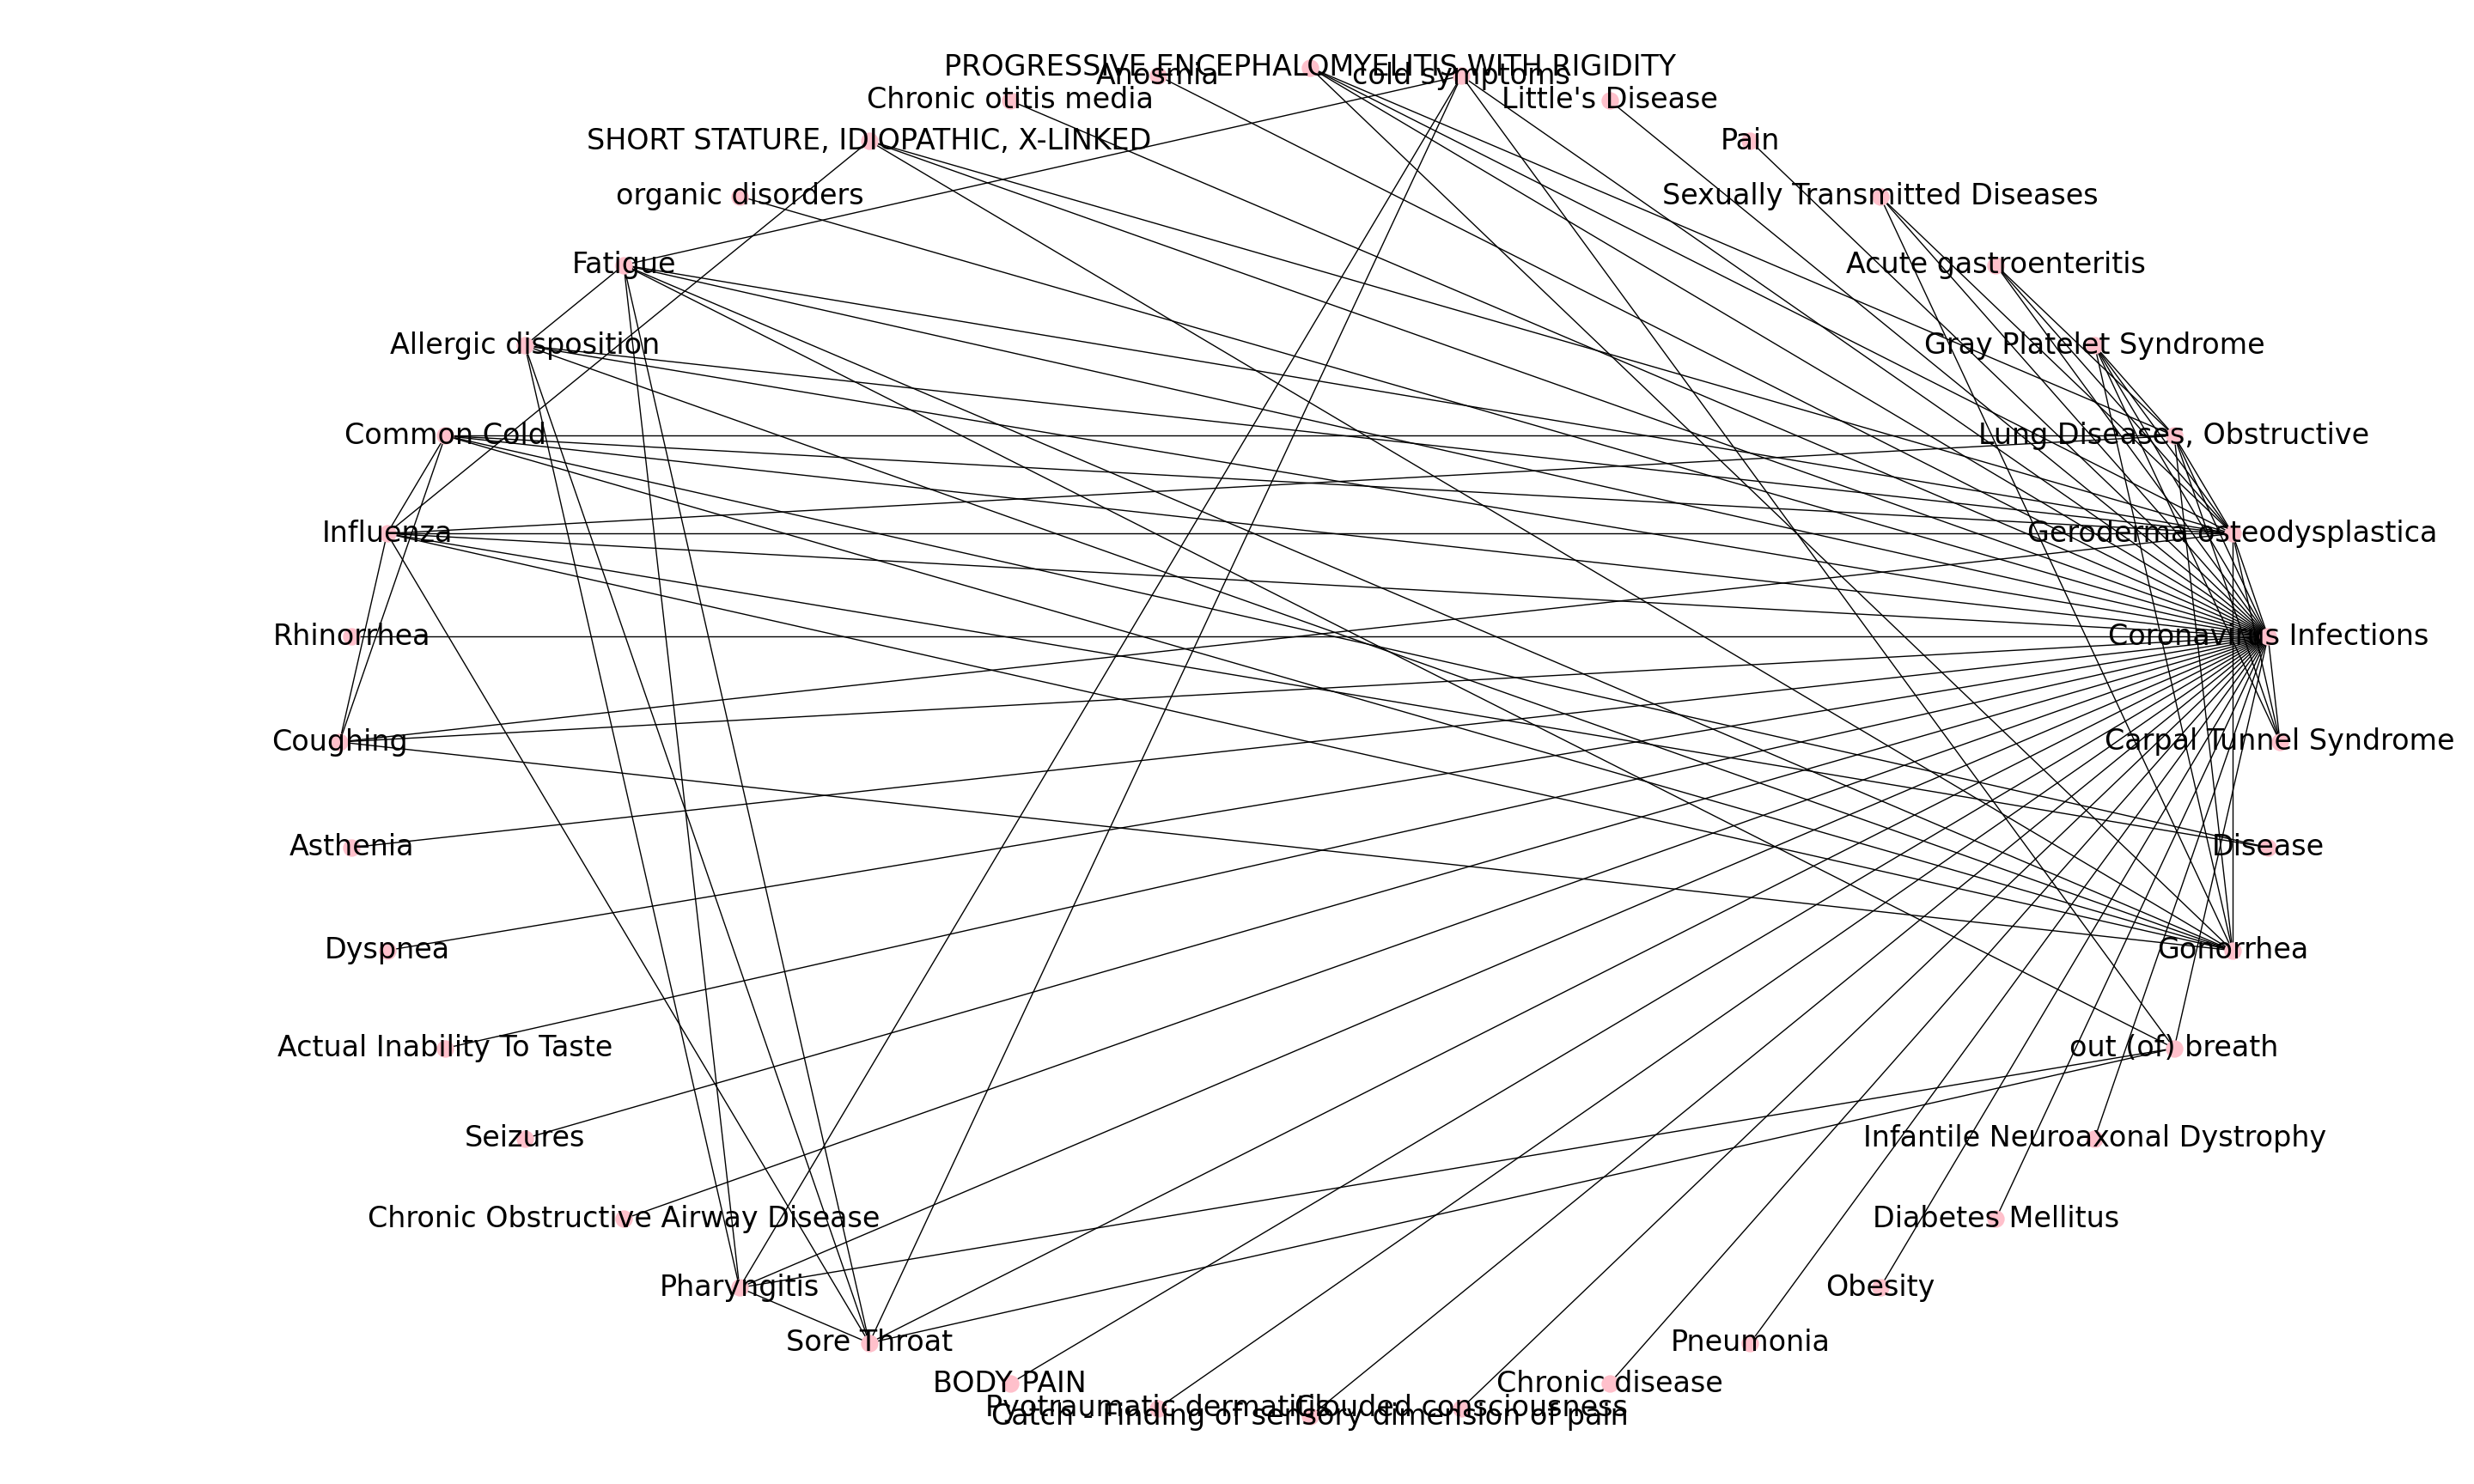 PROGRESSIVE ENCEPHALOMYELITIS WITH RIGIDITY
Anosmia
cold symptoms
Chronic otitis media
Little's Disease
SHORT STATURE, IDIOPATHIC, X-LINKED
Pain
organic disorders
Sexually Transmitted Diseases
Fatigue
Acute gastroenteritis
Allergic disposition
Gray Platelet Syndrome
Common Cold
Lung Diseases, Obstructive
Influenza
Geroderma osteodysplastica
Rhinorrhea
Coronavirus Infections
Coughing
Carpal Tunnel Syndrome
Asthenia
Disease
Dyspnea
Gonorrhea
Actual Inability To Taste
out (of) breath
Seizures
Infantile Neuroaxonal Dystrophy
Chronic Obstructive Airway Disease
Diabetes Mellitus
Pharyngitis
Obesity
Sore Throat
Pneumonia
BODY PAIN
Chronic disease
Pyotraumatic dermatitis
Clouded consciousness
Catch - Finding of sensory dimension of pain